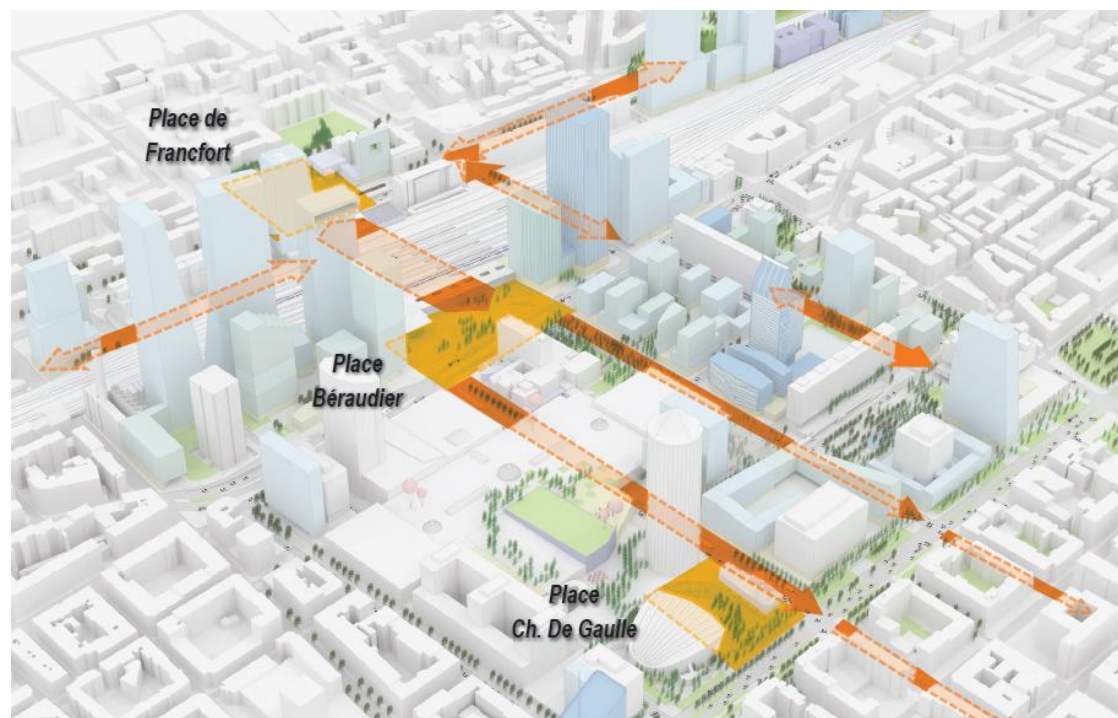 Place de
Francfort
Place
Béraudier
Place
Ch. De Gaulle